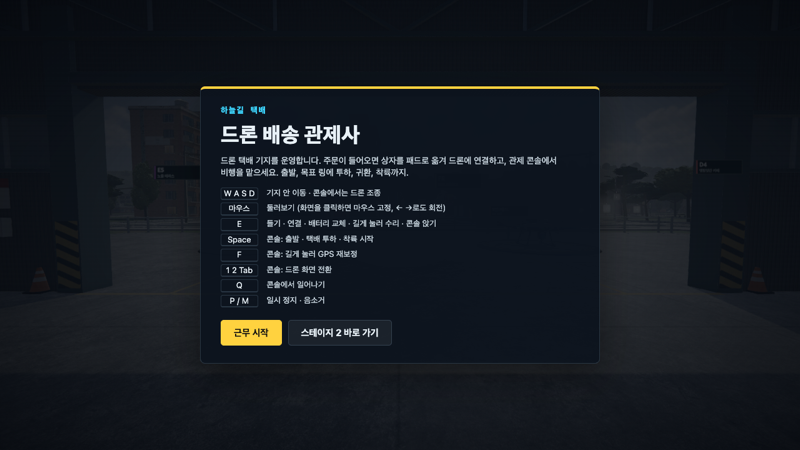 하늘길 택배
드론 배송 관제사
드론 택배 기지를 운영합니다. 주문이 들어오면 상자를 패드로 옮겨 드론에 연결하고, 관제 콘솔에서
비행을 맡으세요. 출발, 목표 링에 투하, 귀환, 착륙까지.
W A S D 기지 안 이동 · 콘솔에서는 드론 조종
마우스 둘러보기 (화면을 클릭하면 마우스 고정, ← →로도 회전)
E 들기 · 연결 · 배터리 교체 · 길게 눌러 수리 · 콘솔 앉기
Space 콘솔: 출발 · 택배 투하 · 착륙 시작
F 콘솔: 길게 눌러 GPS 재보정
1 2 Tab 콘솔: 드론 화면 전환
Q 콘솔에서 일어나기
P / M 일시 정지 · 음소거
근무 시작 스테이지 2 바로 가기